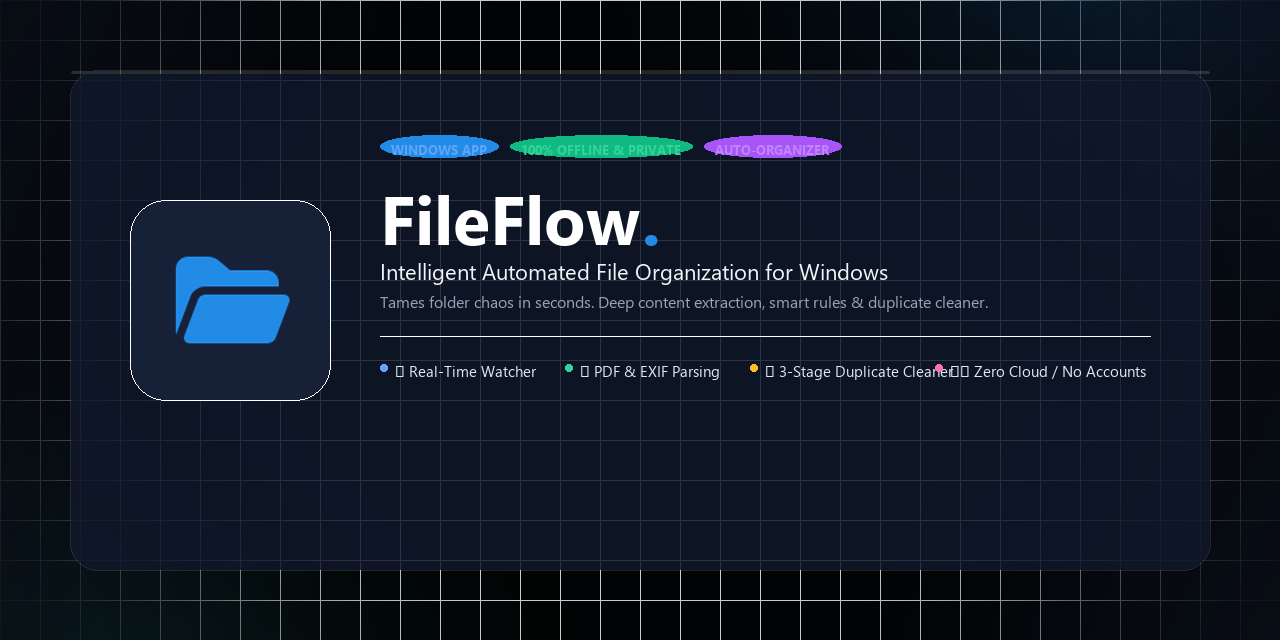 WINDOWS APP 100% OFFLINE & PRIVATE AUTO-ORGANIZER
FileFlow.
Intelligent Automated File Organization for Windows
Tames folder chaos in seconds. Deep content extraction, smart rules & duplicate cleaner.
Real-Time Watcher PDF & EXIF Parsing 3-Stage Duplicate Cleaner Zero Cloud / No Accounts